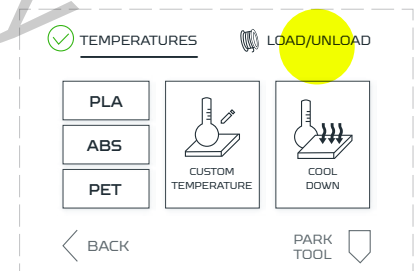 TEMPERATURES
LOAD/UNLOAD
PLA
ABS
PET
CUSTOM
TEMPERATURE
COOL
DOWN
BACK
PARK
TOOL